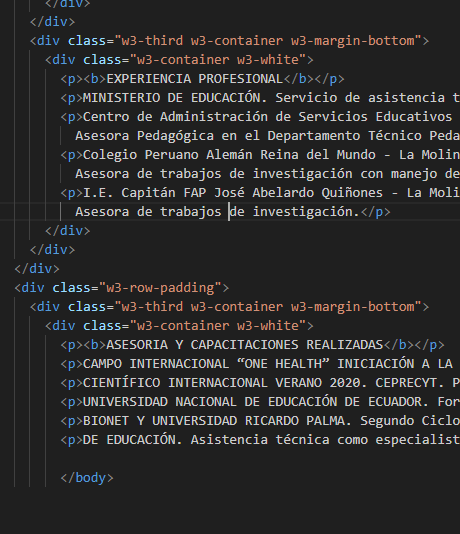 </div>
</div>
<div class="w3-third w3-container w3-margin-bottom">
<div class="w3-container w3-white">
<p><b>EXPERIENCIA PROFESIONAL</b></p>
<p>MINISTERIO DE EDUCACIÓN. Servicio de asistencia t
<p>Centro de Administración de Servicios Educativos
Asesora Pedagógica en el Departamento Técnico Peda
<p>Colegio Peruano Alemán Reina del Mundo - La Molin
Asesora de trabajos de investigación con manejo de
<p>I.E. Capitán FAP José Abelardo Quiñones - La Moli
Asesora de trabajos de investigación.</p>
</div>
</div>
</div>
<div class="w3-row-padding">
<div class="w3-third w3-container w3-margin-bottom">
<div class="w3-container w3-white">
<p><b>ASESORIA Y CAPACITACIONES REALIZADAS</b></p>
<p>CAMPO INTERNACIONAL “ONE HEALTH” INICIACIÓN A LA
<p>CIENTÍFICO INTERNACIONAL VERANO 2020. CEPRECYT. P
<p>UNIVERSIDAD NACIONAL DE EDUCACIÓN DE ECUADOR. For
<p>BIONET Y UNIVERSIDAD RICARDO PALMA. Segundo Ciclo
<p>DE EDUCACIÓN. Asistencia técnica como especialist
</body>